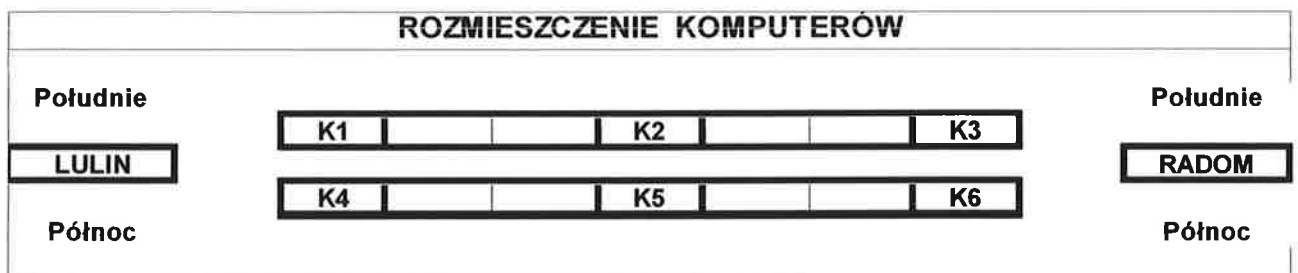 ROZMIESZCZENIE KOMPUTERÓW
Południe Południe
K1 K2 K3
LULIN RADOM
K4 K5 K6
Północ Północ